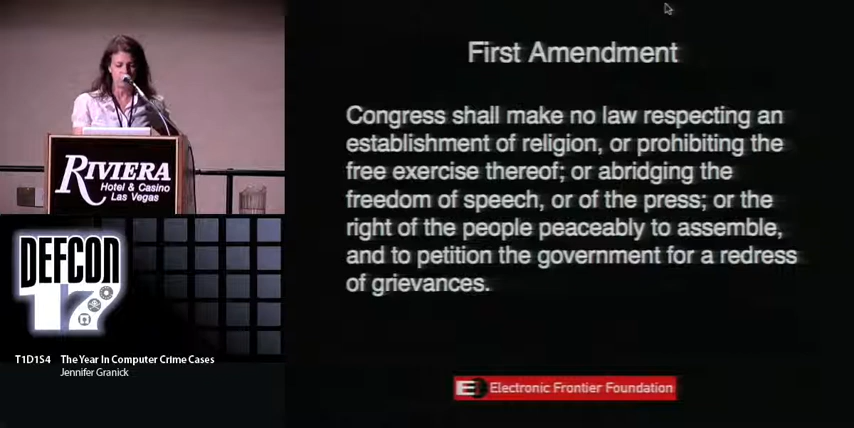 First Amendment
Congress shall make no law respecting an
establishment of religion, or prohibiting the
free exercise thereof; or abridging the
freedom of speech, or of the press; or the
right of the people peaceably to assemble,
and to petition the government for a redress
of grievances.
Electronic Frontier Foundation
RIVIERA
Hotel & Casino
Las Vegas
DEFCON
17
T1D1S4 The Year In Computer Crime Cases
Jennifer Granick